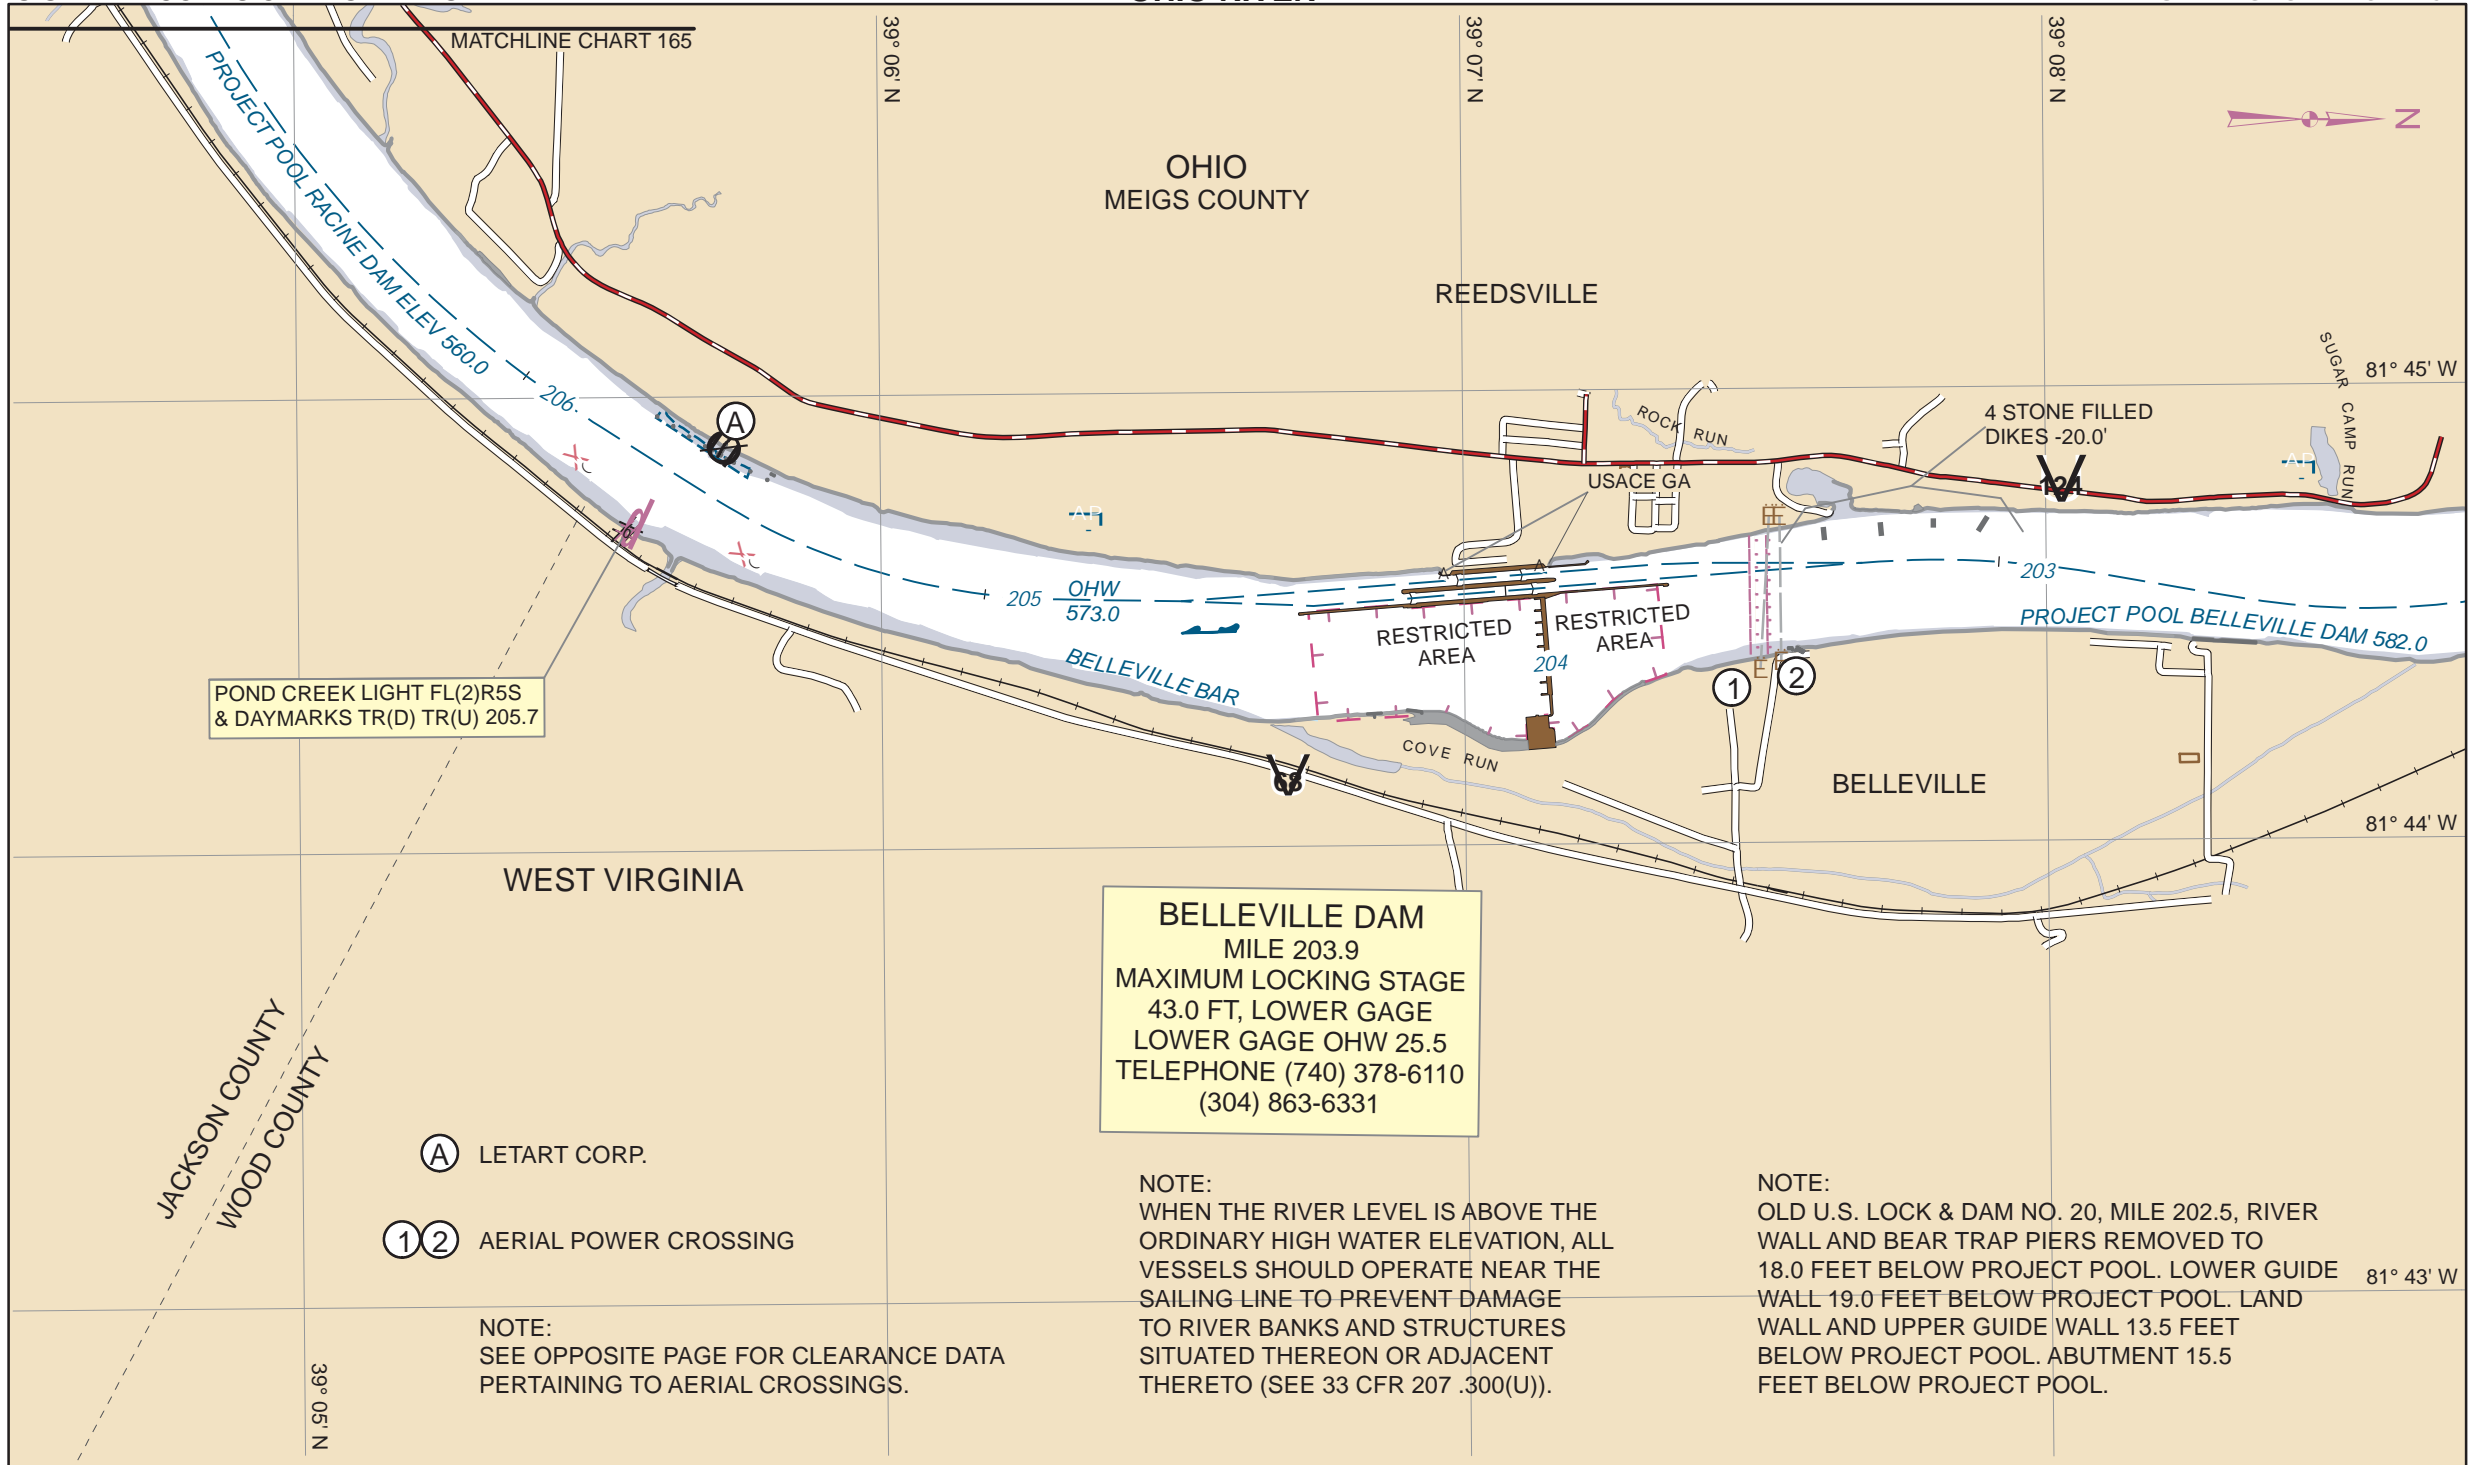 MATCHLINE CHART 165
39° 06' N
39° 07' N
39° 08' N
N
OHIO
MEIGS COUNTY
PROJECT POOL RACINE DAM ELEV 560.0
REEDSVILLE
SUGAR CAMP RUN
81° 45' W
206
A
ROCK RUN
4 STONE FILLED
DIKES -20.0'
USACE GA
124
AP
AP
76
205
OHW
573.0
203
PROJECT POOL BELLEVILLE DAM 582.0
RESTRICTED
AREA
RESTRICTED
AREA
204
BELLEVILLE BAR
1
2
POND CREEK LIGHT FL(2)R5S
& DAYMARKS TR(D) TR(U) 205.7
COVE RUN
68
BELLEVILLE
81° 44' W
WEST VIRGINIA
BELLEVILLE DAM
MILE 203.9
MAXIMUM LOCKING STAGE
43.0 FT, LOWER GAGE
LOWER GAGE OHW 25.5
TELEPHONE (740) 378-6110
(304) 863-6331
JACKSON COUNTY
WOOD COUNTY
A LETART CORP.
1 2 AERIAL POWER CROSSING
NOTE:
SEE OPPOSITE PAGE FOR CLEARANCE DATA
PERTAINING TO AERIAL CROSSINGS.
39° 05' N
NOTE:
WHEN THE RIVER LEVEL IS ABOVE THE
ORDINARY HIGH WATER ELEVATION, ALL
VESSELS SHOULD OPERATE NEAR THE
SAILING LINE TO PREVENT DAMAGE
TO RIVER BANKS AND STRUCTURES
SITUATED THEREON OR ADJACENT
THERETO (SEE 33 CFR 207 .300(U)).
NOTE:
OLD U.S. LOCK & DAM NO. 20, MILE 202.5, RIVER
WALL AND BEAR TRAP PIERS REMOVED TO
18.0 FEET BELOW PROJECT POOL. LOWER GUIDE
WALL 19.0 FEET BELOW PROJECT POOL. LAND
WALL AND UPPER GUIDE WALL 13.5 FEET
BELOW PROJECT POOL. ABUTMENT 15.5
FEET BELOW PROJECT POOL.
81° 43' W